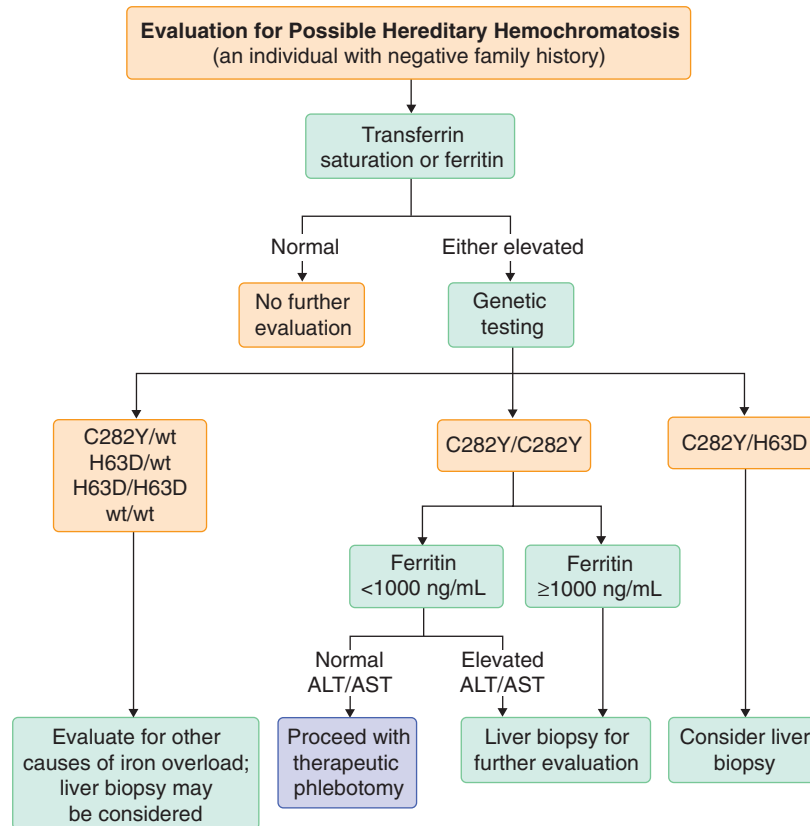 Evaluation for Possible Hereditary Hemochromatosis
(an individual with negative family history)
Transferrin
saturation or ferritin
Normal
Either elevated
No further
evaluation
Genetic
testing
C282Y/wt
H63D/wt
H63D/H63D
wt/wt
C282Y/C282Y
C282Y/H63D
Ferritin
<1000 ng/mL
Ferritin
≥1000 ng/mL
Normal
ALT/AST
Elevated
ALT/AST
Evaluate for other
causes of iron overload;
liver biopsy may
be considered
Proceed with
therapeutic
phlebotomy
Liver biopsy for
further evaluation
Consider liver
biopsy